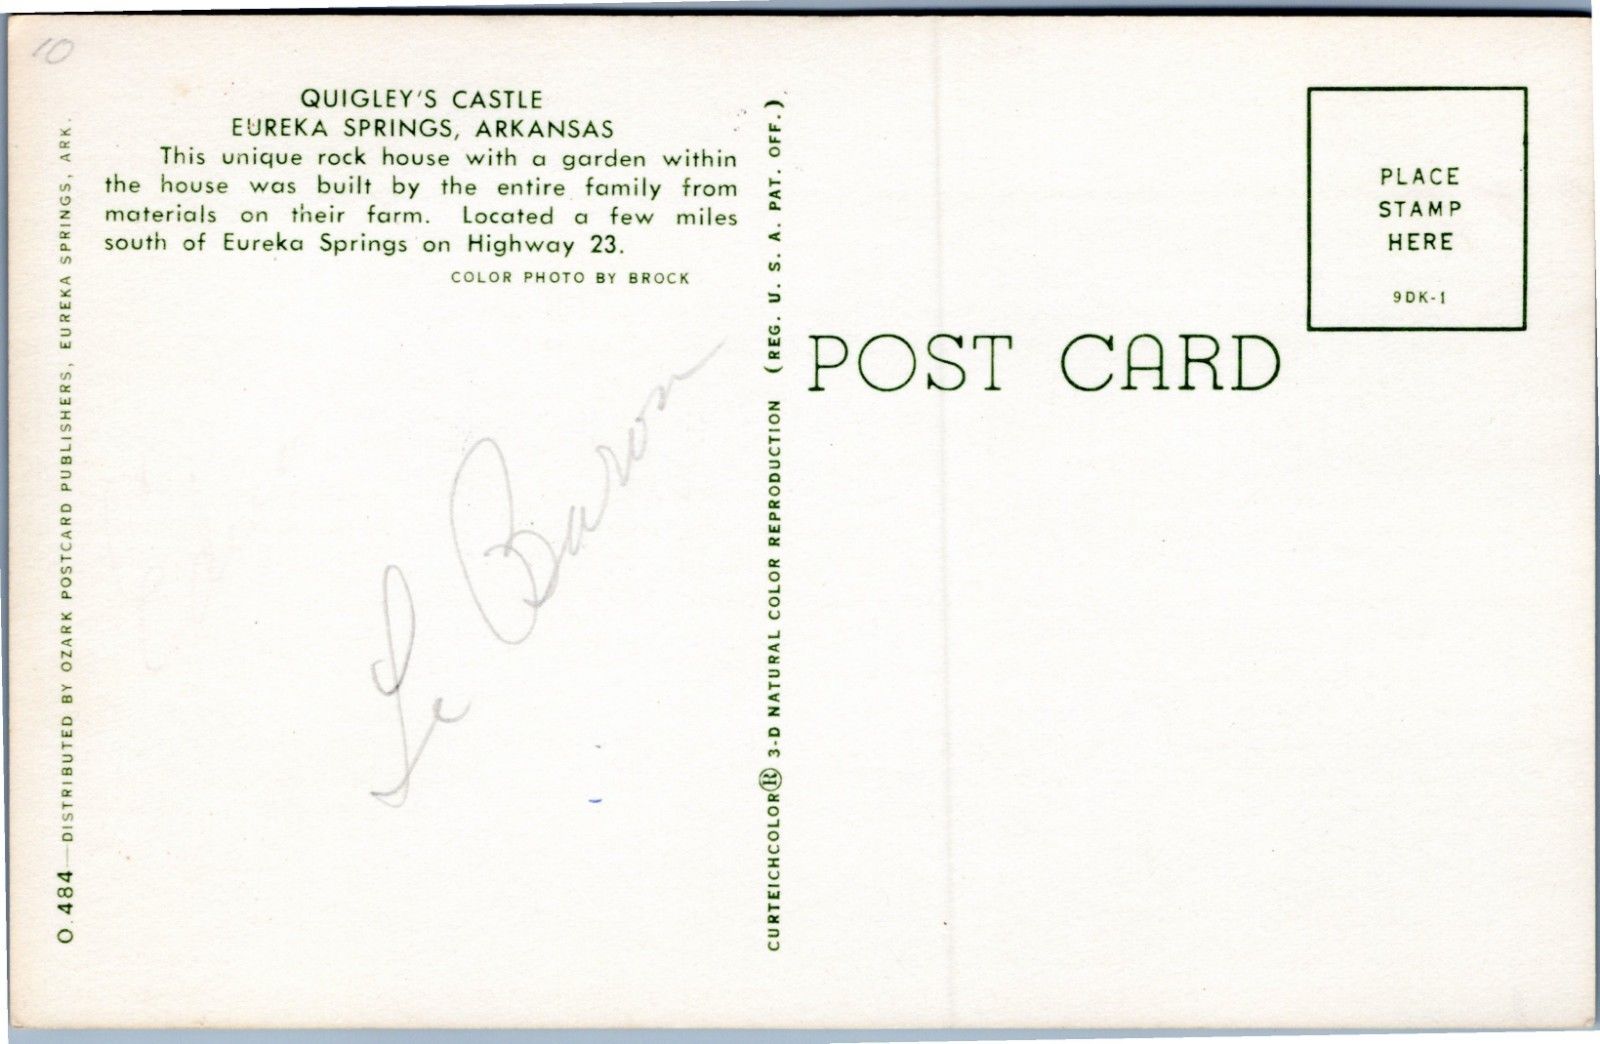 10
QUIGLEY'S CASTLE
EUREKA SPRINGS, ARKANSAS
This unique rock house with a garden within
the house was built by the entire family from
materials on their farm. Located a few miles
south of Eureka Springs on Highway 23.
COLOR PHOTO BY BROCK
Le Baron
O.484—DISTRIBUTED BY OZARK POSTCARD PUBLISHERS, EUREKA SPRINGS, ARK.
CURTEICHCOLOR® 3-D NATURAL COLOR REPRODUCTION (REG. U. S. A. PAT. OFF.)
POST CARD
PLACE
STAMP
HERE
9DK-1